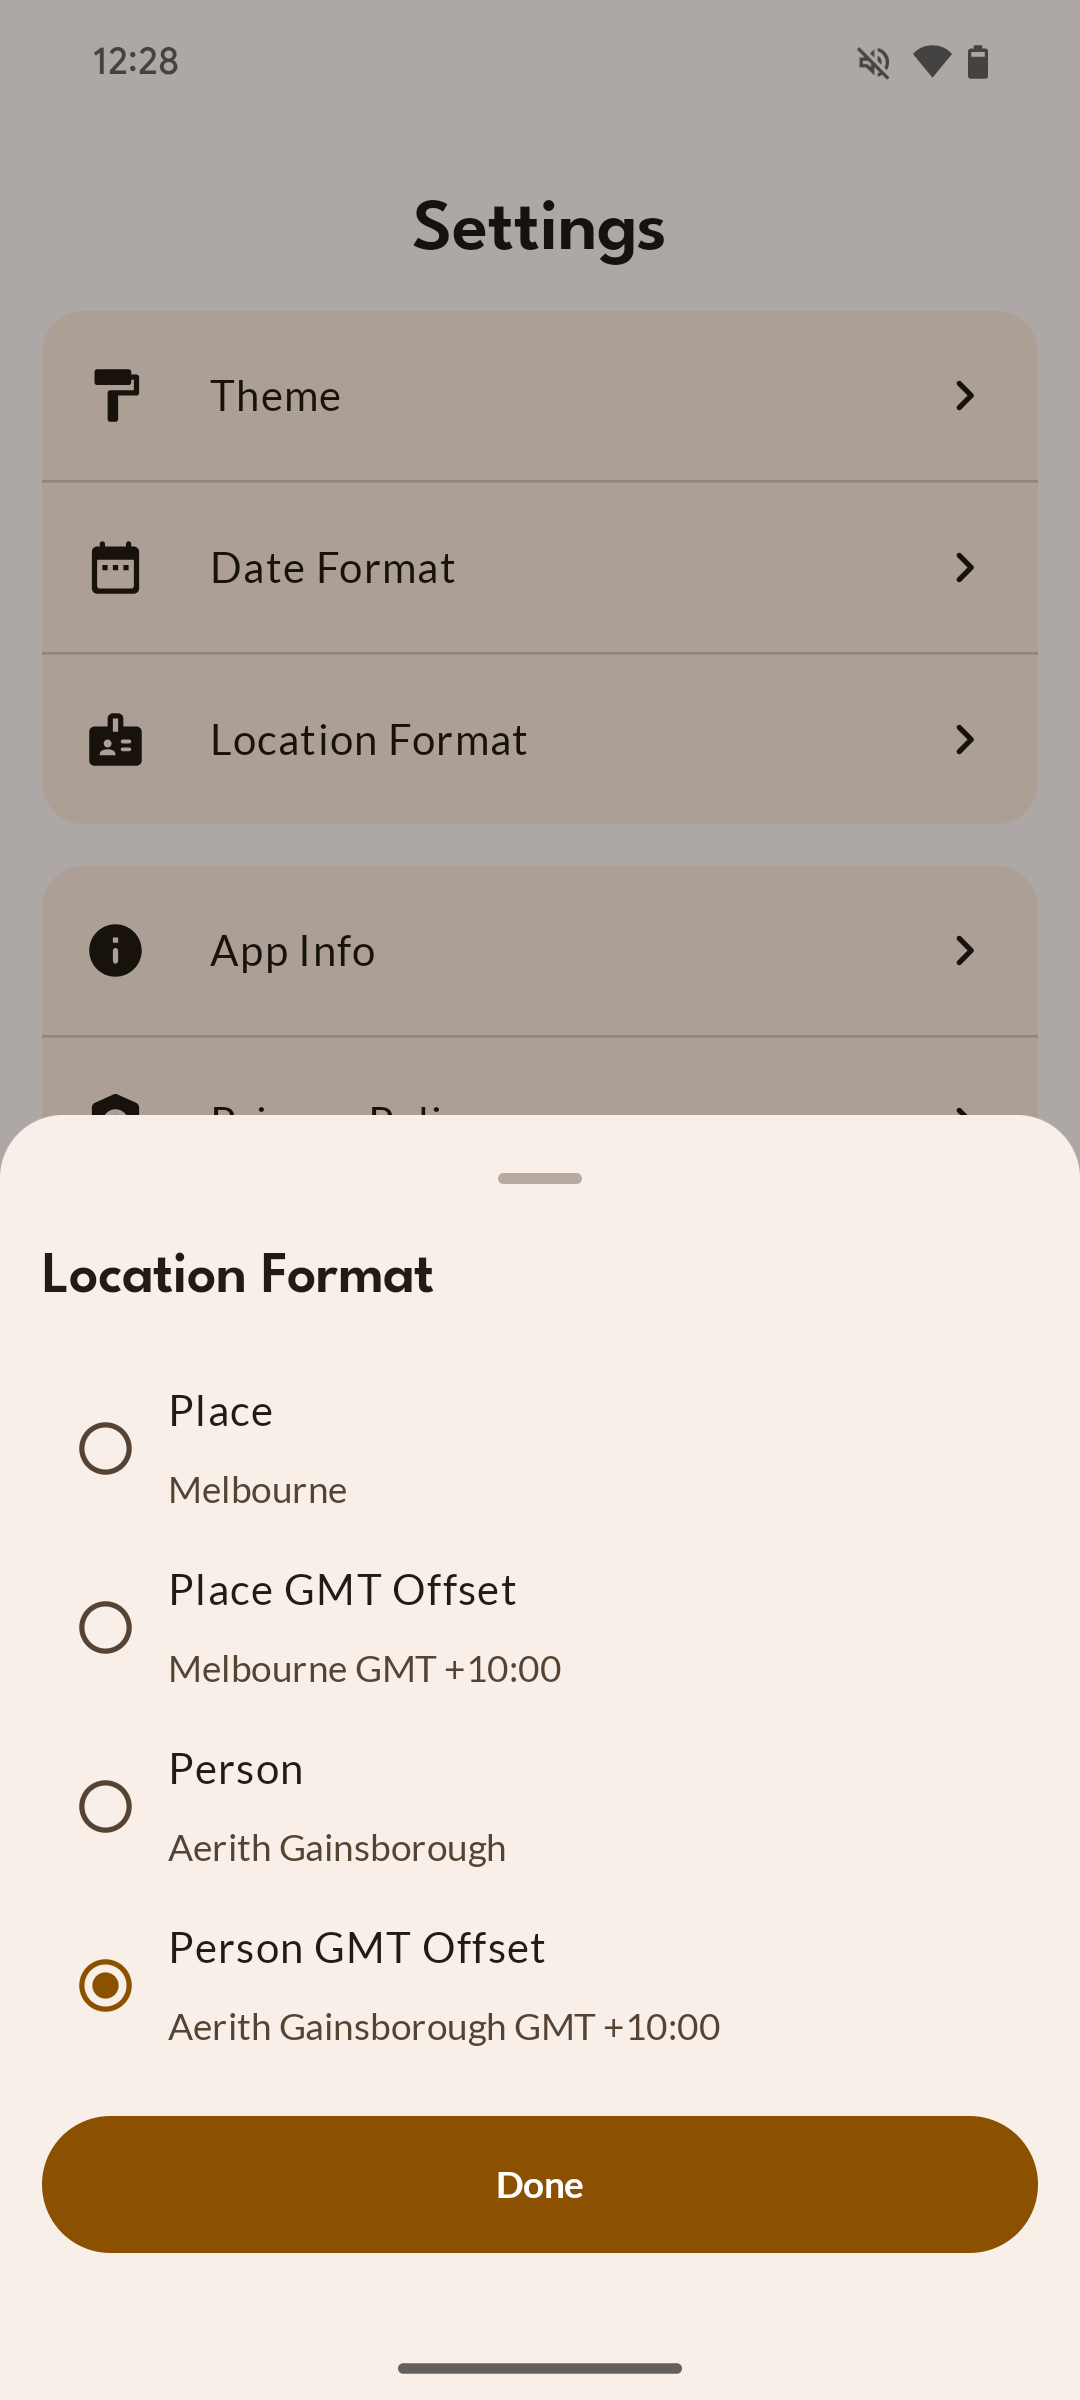 12:28
Settings
Theme
Date Format
Location Format
App Info
Location Format
Place
Melbourne
Place GMT Offset
Melbourne GMT +10:00
Person
Aerith Gainsborough
Person GMT Offset
Aerith Gainsborough GMT +10:00
Done